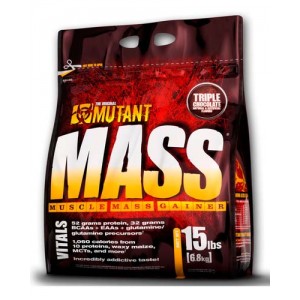 THE ORIGINAL
MUTANT
MASS
TRIPLE
CHOCOLATE
MUSCLE MASS GAINER
VITALS
52 grams protein, 32 grams
BCAAs + EAAs + glutamine/
glutamine precursors
1,060 calories from
10 proteins, waxy maize,
MCTs, and more
Incredibly addictive taste!
15lbs
[6.8kg]